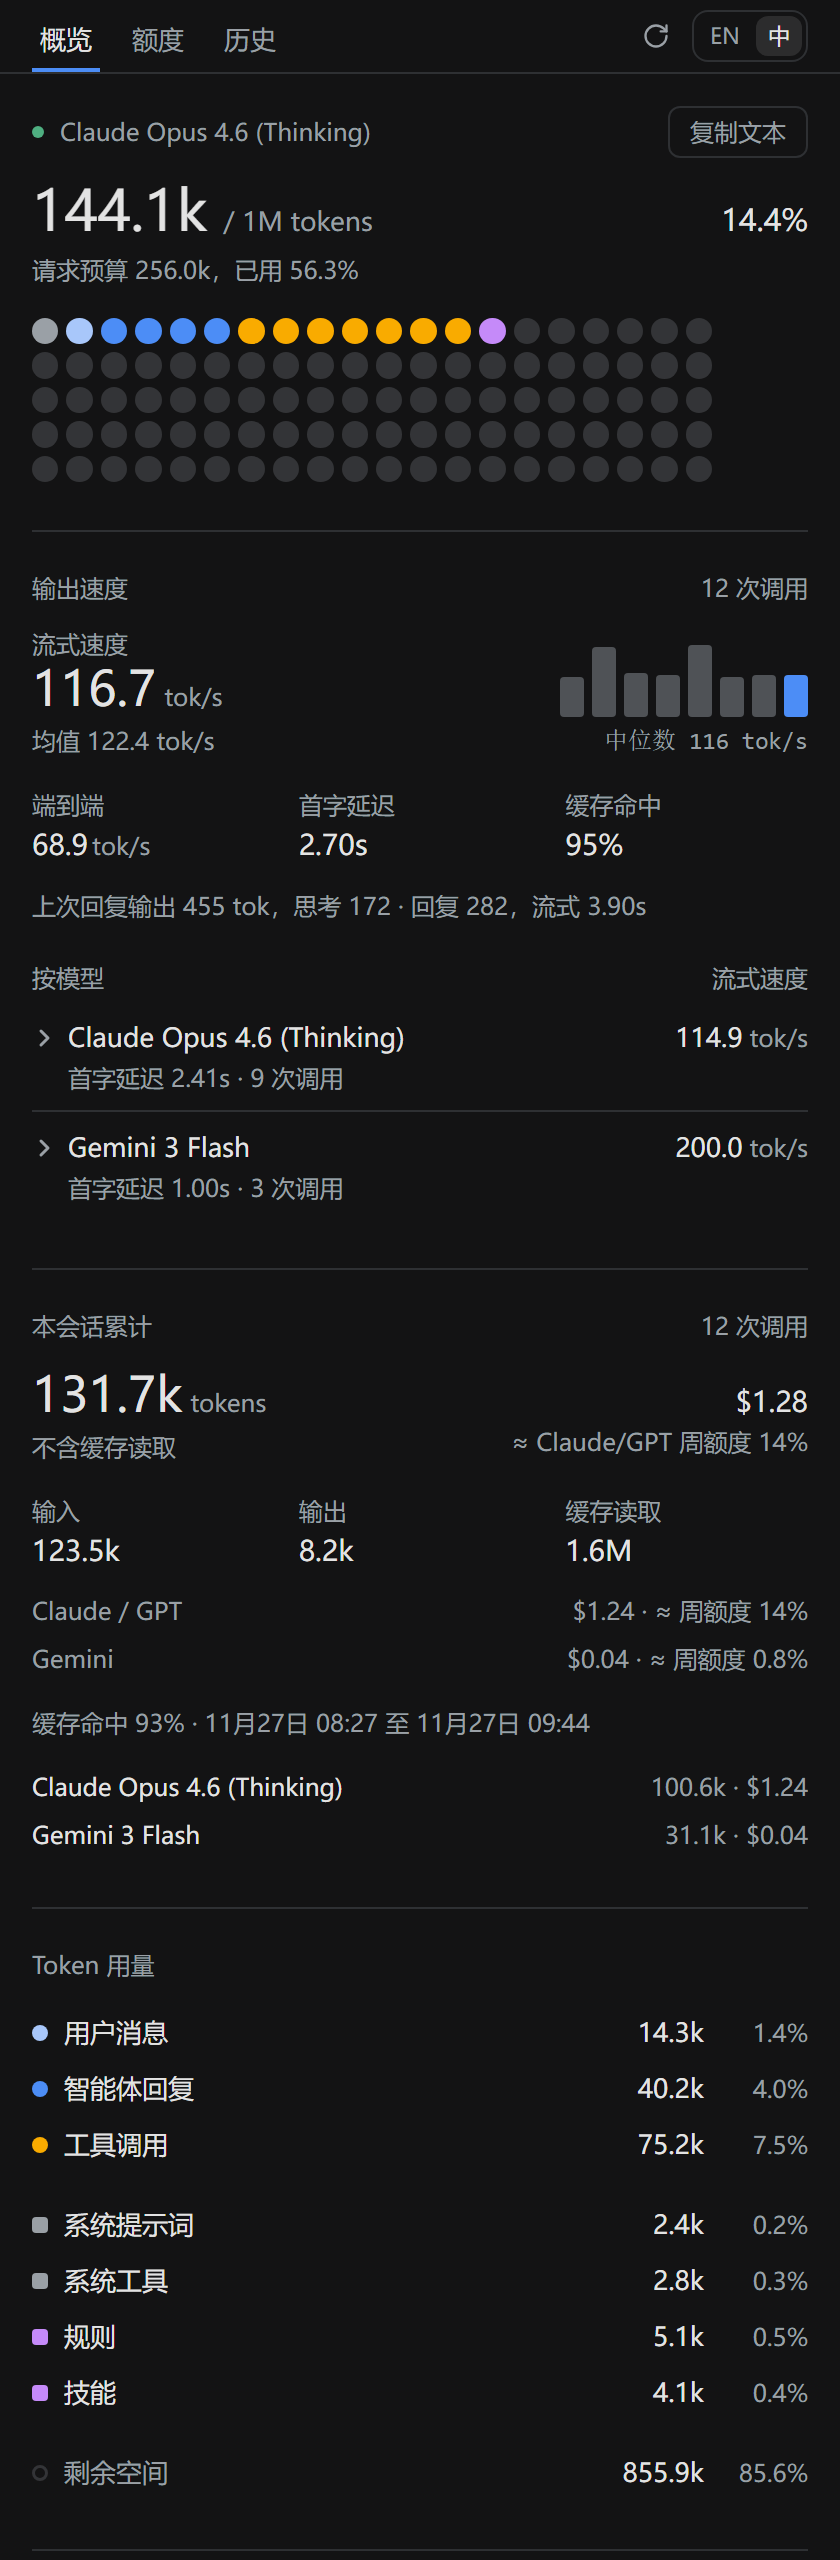 概览 额度 历史 EN 中
Claude Opus 4.6 (Thinking) 复制文本
144.1k / 1M tokens 14.4%
请求预算 256.0k，已用 56.3%
输出速度 12 次调用
流式速度
116.7 tok/s
均值 122.4 tok/s 中位数 116 tok/s
端到端 首字延迟 缓存命中
68.9 tok/s 2.70s 95%
上次回复输出 455 tok，思考 172 · 回复 282，流式 3.90s
按模型 流式速度
Claude Opus 4.6 (Thinking) 114.9 tok/s
首字延迟 2.41s · 9 次调用
Gemini 3 Flash 200.0 tok/s
首字延迟 1.00s · 3 次调用
本会话累计 12 次调用
131.7k tokens $1.28
不含缓存读取 ≈ Claude/GPT 周额度 14%
输入 输出 缓存读取
123.5k 8.2k 1.6M
Claude / GPT $1.24 · ≈ 周额度 14%
Gemini $0.04 · ≈ 周额度 0.8%
缓存命中 93% · 11月27日 08:27 至 11月27日 09:44
Claude Opus 4.6 (Thinking) 100.6k · $1.24
Gemini 3 Flash 31.1k · $0.04
Token 用量
用户消息 14.3k 1.4%
智能体回复 40.2k 4.0%
工具调用 75.2k 7.5%
系统提示词 2.4k 0.2%
系统工具 2.8k 0.3%
规则 5.1k 0.5%
技能 4.1k 0.4%
剩余空间 855.9k 85.6%